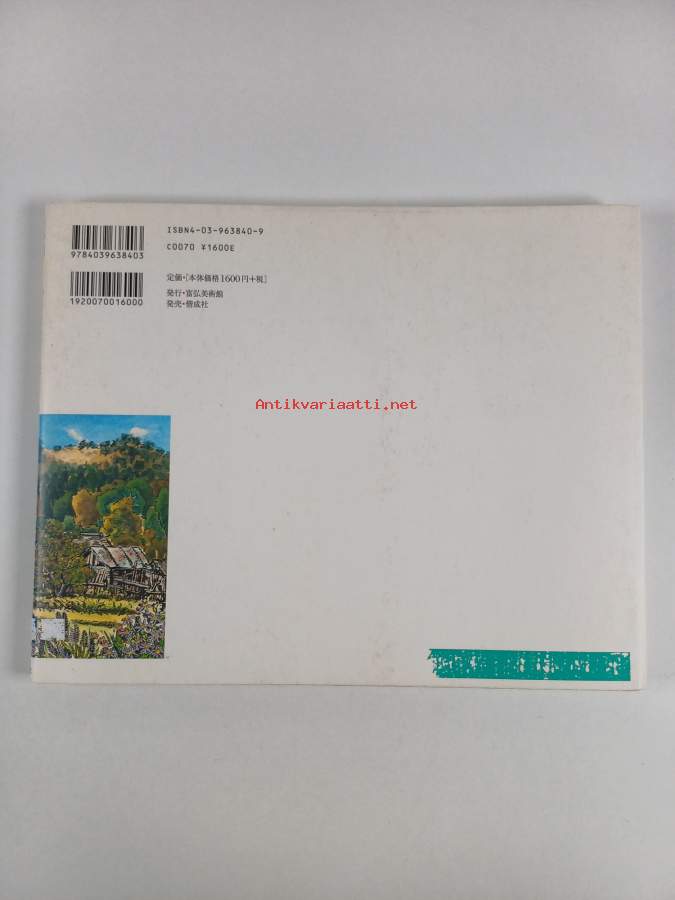 ISBN4-03-963840-9
C0070 ¥1600E
9784039638403
定価・[本体価格1600円+税]
発行・富弘美術館
発売・偕成社
1920070016000
Antikvariaatti.net